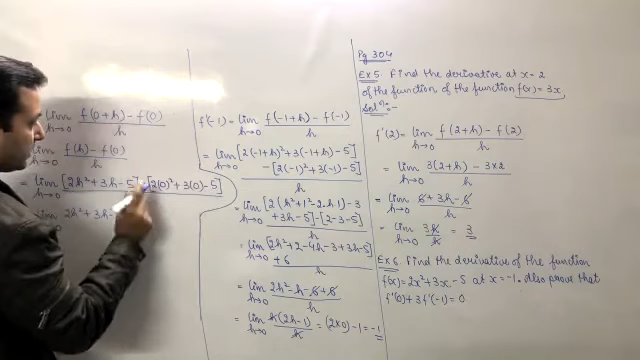 lim h→0 f(0+h) − f(0) / h
lim h→0 f(h) − f(0) / h
= lim h→0 [2h² + 3h − 5] − [2(0)² + 3(0) − 5]
lim h→0 2h² + 3h −
f'(−1) = lim h→0 f(−1+h) − f(−1) / h
= lim h→0 [2(−1+h)² + 3(−1+h) − 5]
− [2(−1)² + 3(−1) − 5] / h
= lim h→0 [2(h² + 1² − 2·h·1) − 3
+ 3h − 5] − [2 − 3 − 5] / h
= lim h→0 [2h² + 2 − 4h − 3 + 3h − 5]
+ 6 / h
= lim h→0 2h² − h − 6 + 6 / h
= lim h→0 h(2h − 1) / h = (2×0) − 1 = −1
Pg 304
Ex 5. Find the derivative at x = 2
of the function of the function f(x) = 3x
Solⁿ:-
f'(2) = lim h→0 f(2+h) − f(2) / h
= lim h→0 3(2+h) − 3×2 / h
= lim h→0 6 + 3h − 6 / h
= lim h→0 3h / h = 3
Ex 6. Find the derivative of the function
f(x) = 2x² + 3x − 5 at x = −1. Also prove that
f'(0) + 3f'(−1) = 0